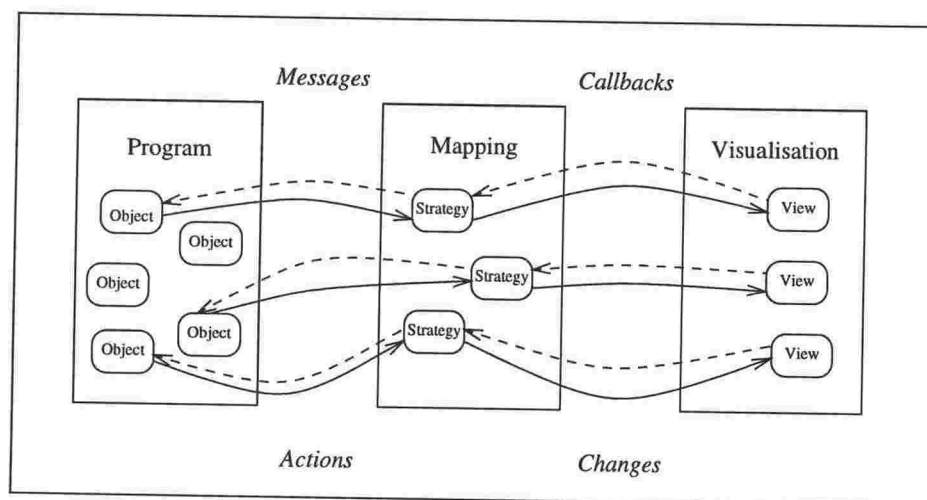 Messages
Callbacks
Program
Mapping
Visualisation
Object
Strategy
View
Object
Object
Strategy
View
Object
Object
Strategy
View
Actions
Changes